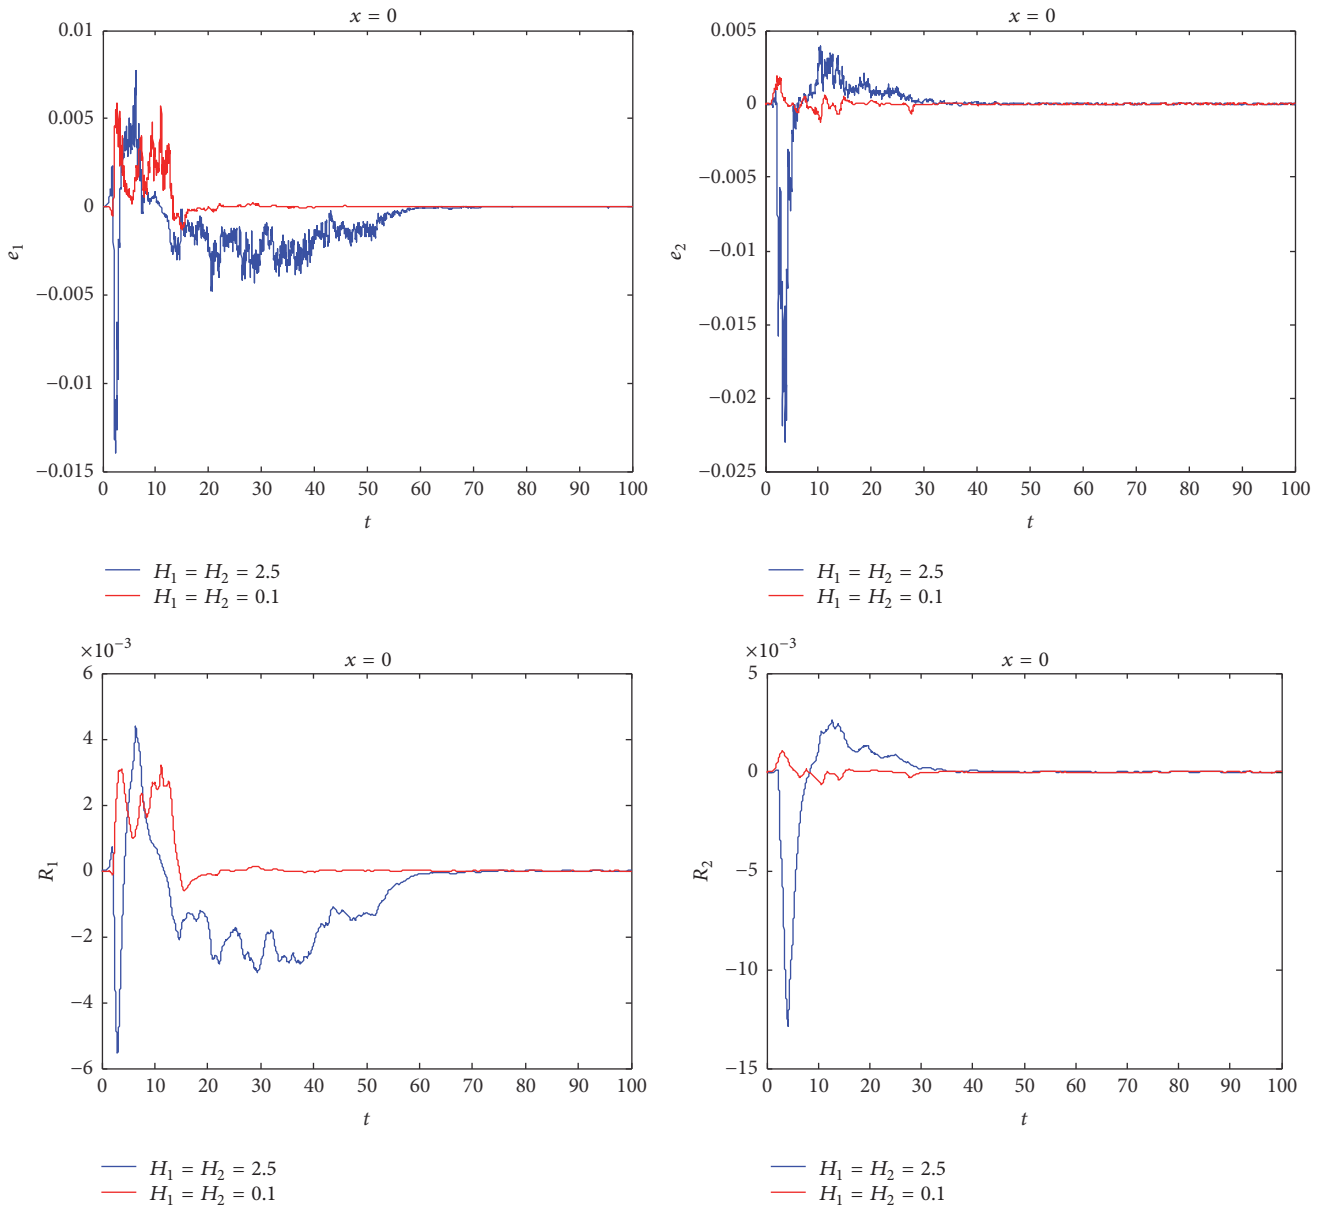 x = 0
0.01
0.005
0
−0.005
−0.01
−0.015
e₁
0 10 20 30 40 50 60 70 80 90 100
t
H₁ = H₂ = 2.5
H₁ = H₂ = 0.1
x = 0
0.005
0
−0.005
−0.01
−0.015
−0.02
−0.025
e₂
0 10 20 30 40 50 60 70 80 90 100
t
H₁ = H₂ = 2.5
H₁ = H₂ = 0.1
×10⁻³
x = 0
6
4
2
0
−2
−4
−6
R₁
0 10 20 30 40 50 60 70 80 90 100
t
H₁ = H₂ = 2.5
H₁ = H₂ = 0.1
×10⁻³
x = 0
5
0
−5
−10
−15
R₂
0 10 20 30 40 50 60 70 80 90 100
t
H₁ = H₂ = 2.5
H₁ = H₂ = 0.1